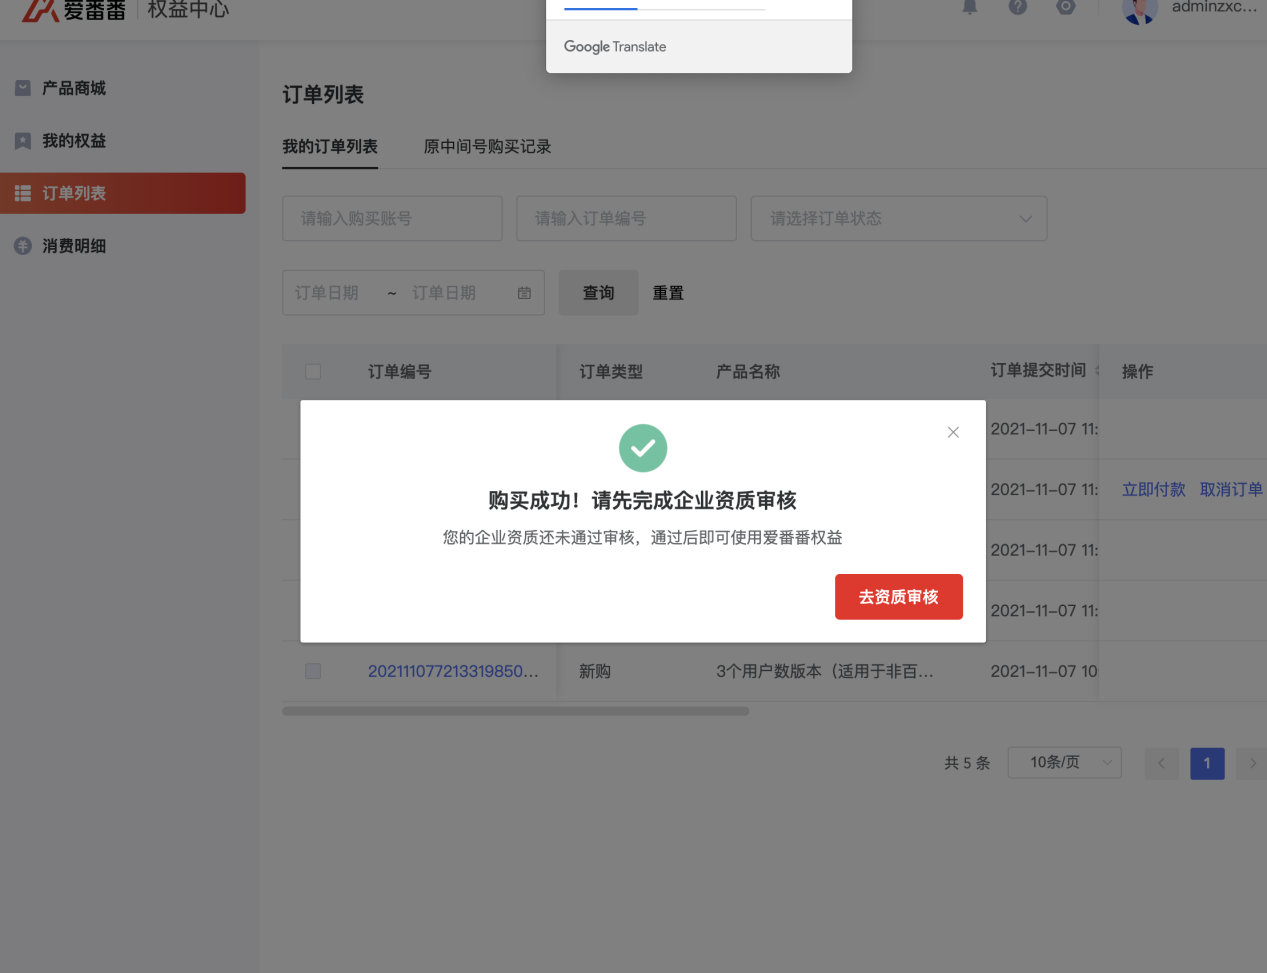 爱番番 权益中心
adminzxc...
Google Translate
产品商城
我的权益
订单列表
消费明细
订单列表
我的订单列表 原中间号购买记录
请输入购买账号 请输入订单编号 请选择订单状态
订单日期 ~ 订单日期 查询 重置
订单编号 订单类型 产品名称 订单提交时间 操作
2021-11-07 11:
2021-11-07 11: 立即付款 取消订单
2021-11-07 11:
2021-11-07 11:
购买成功！请先完成企业资质审核
您的企业资质还未通过审核，通过后即可使用爱番番权益
去资质审核
202111077213319850... 新购 3个用户数版本（适用于非百... 2021-11-07 10
共 5 条 10条/页 1